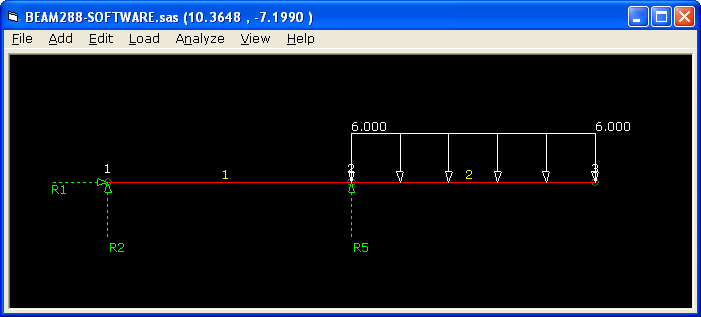 BEAM288-SOFTWARE.sas (10.3648 , -7.1990 )
File Add Edit Load Analyze View Help
6.000 6.000
1 1 2 2
R1
R2 R5